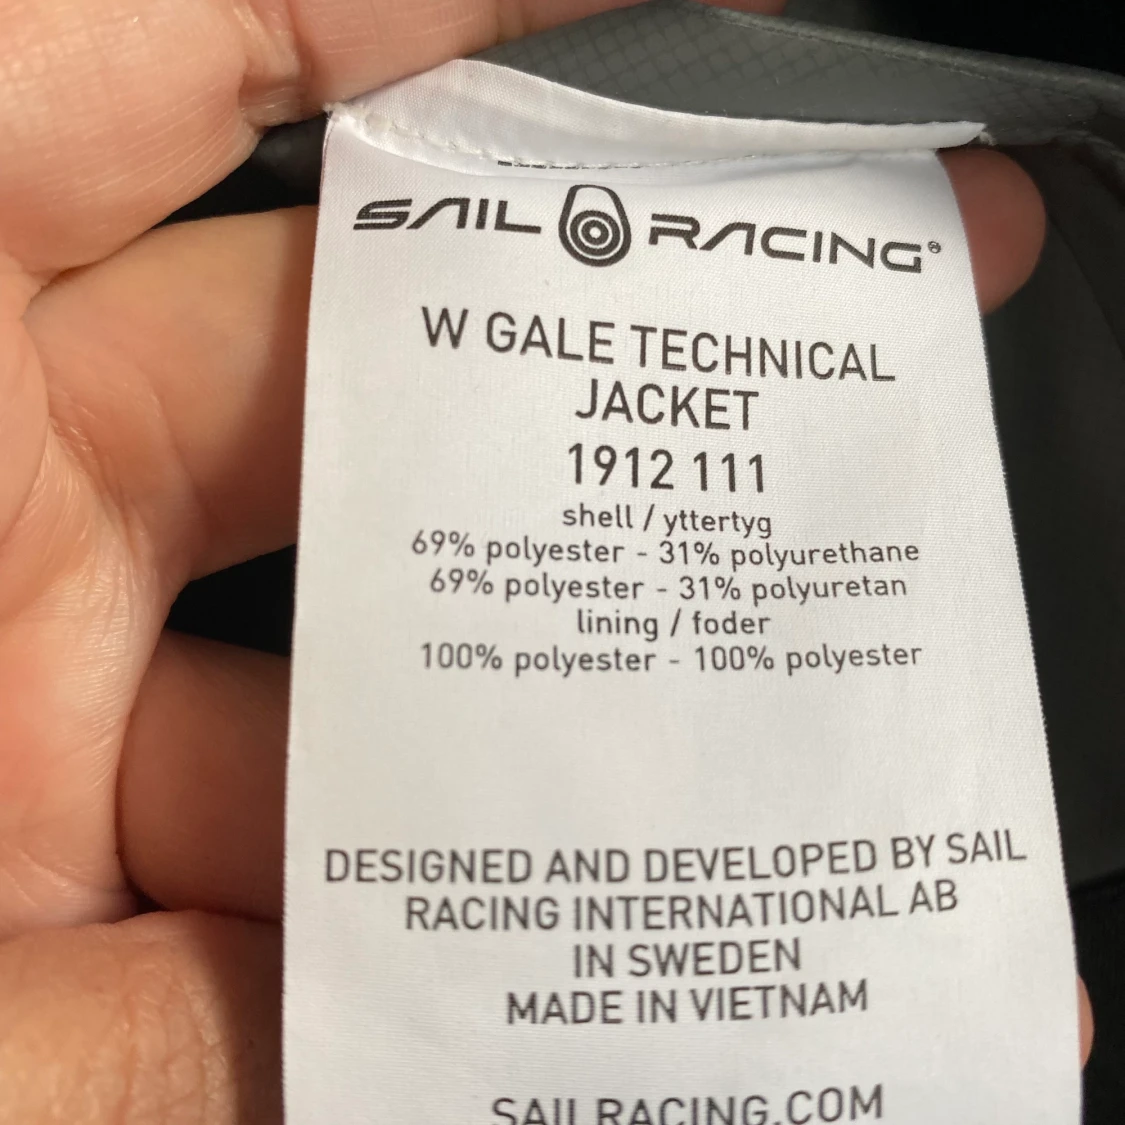 SAIL RACING®
W GALE TECHNICAL
JACKET
1912 111
shell / yttertyg
69% polyester - 31% polyurethane
69% polyester - 31% polyuretan
lining / foder
100% polyester - 100% polyester
DESIGNED AND DEVELOPED BY SAIL
RACING INTERNATIONAL AB
IN SWEDEN
MADE IN VIETNAM
SAILRACING.COM